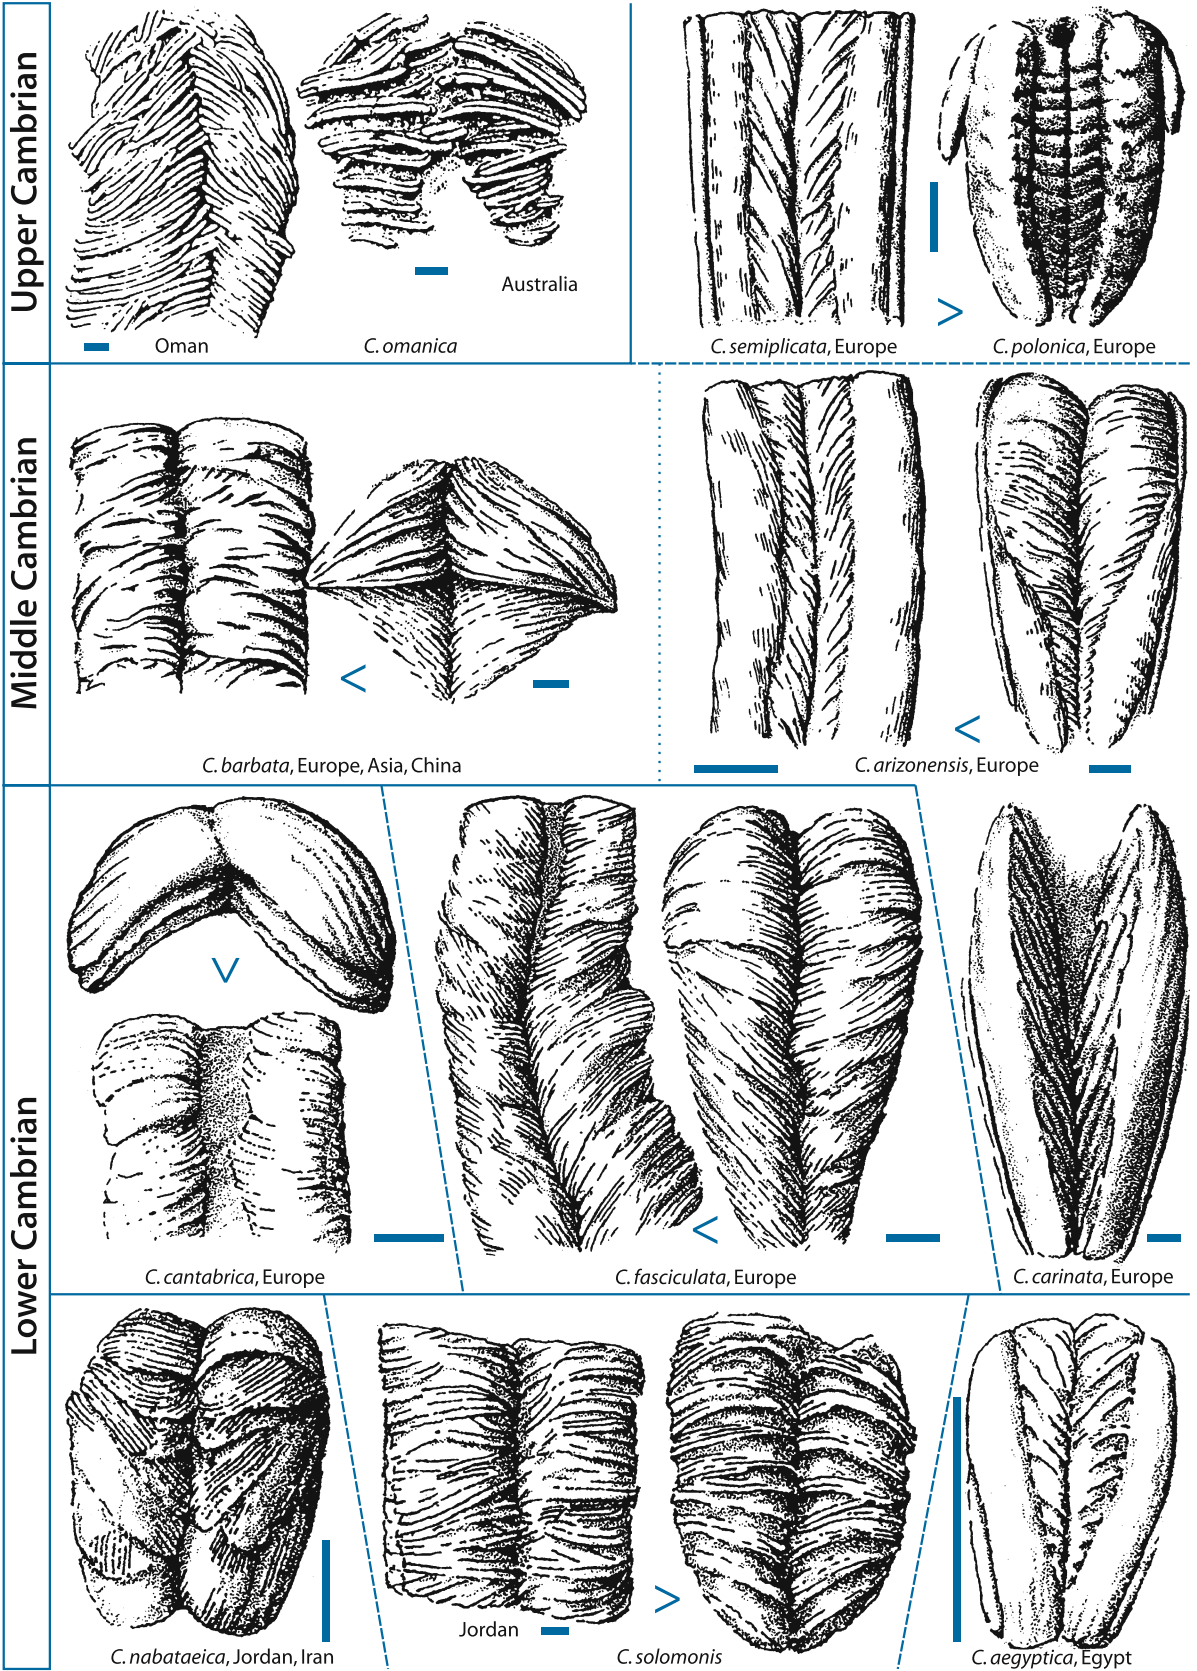 Upper Cambrian
Oman
C. omanica
Australia
>
C. semiplicata, Europe
C. polonica, Europe
Middle Cambrian
<
C. barbata, Europe, Asia, China
<
C. arizonensis, Europe
Lower Cambrian
C. cantabrica, Europe
<
C. fasciculata, Europe
C. carinata, Europe
C. nabataeica, Jordan, Iran
Jordan
>
C. solomonis
C. aegyptica, Egypt